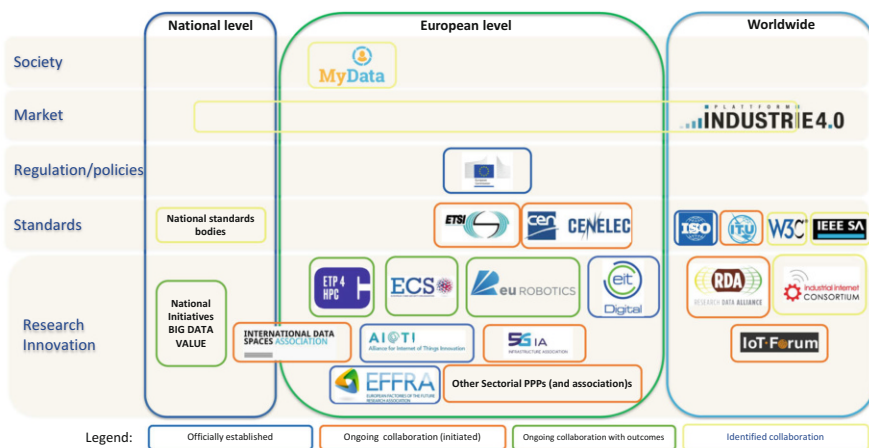 National level
European level
Worldwide
Society
MyData
Market
PLATTFORM
INDUSTRIE4.0
Regulation/policies
Standards
National standards
bodies
ETSI
cen
CENELEC
ISO
ITU
W3C
IEEE SA
Research
Innovation
National
Initiatives
BIG DATA
VALUE
ETP 4
HPC
ECS
eu ROBOTICS
eit
Digital
RDA
RESEARCH DATA ALLIANCE
industrial internet
CONSORTIUM
INTERNATIONAL DATA
SPACES ASSOCIATION
AIOTI
Alliance for Internet of Things Innovation
5G IA
INFRASTRUCTURE ASSOCIATION
IoT Forum
EFFRA
EUROPEAN FACTORIES OF THE FUTURE
RESEARCH ASSOCIATION
Other Sectorial PPPs (and association)s
Legend:
Officially established
Ongoing collaboration (initiated)
Ongoing collaboration with outcomes
Identified collaboration